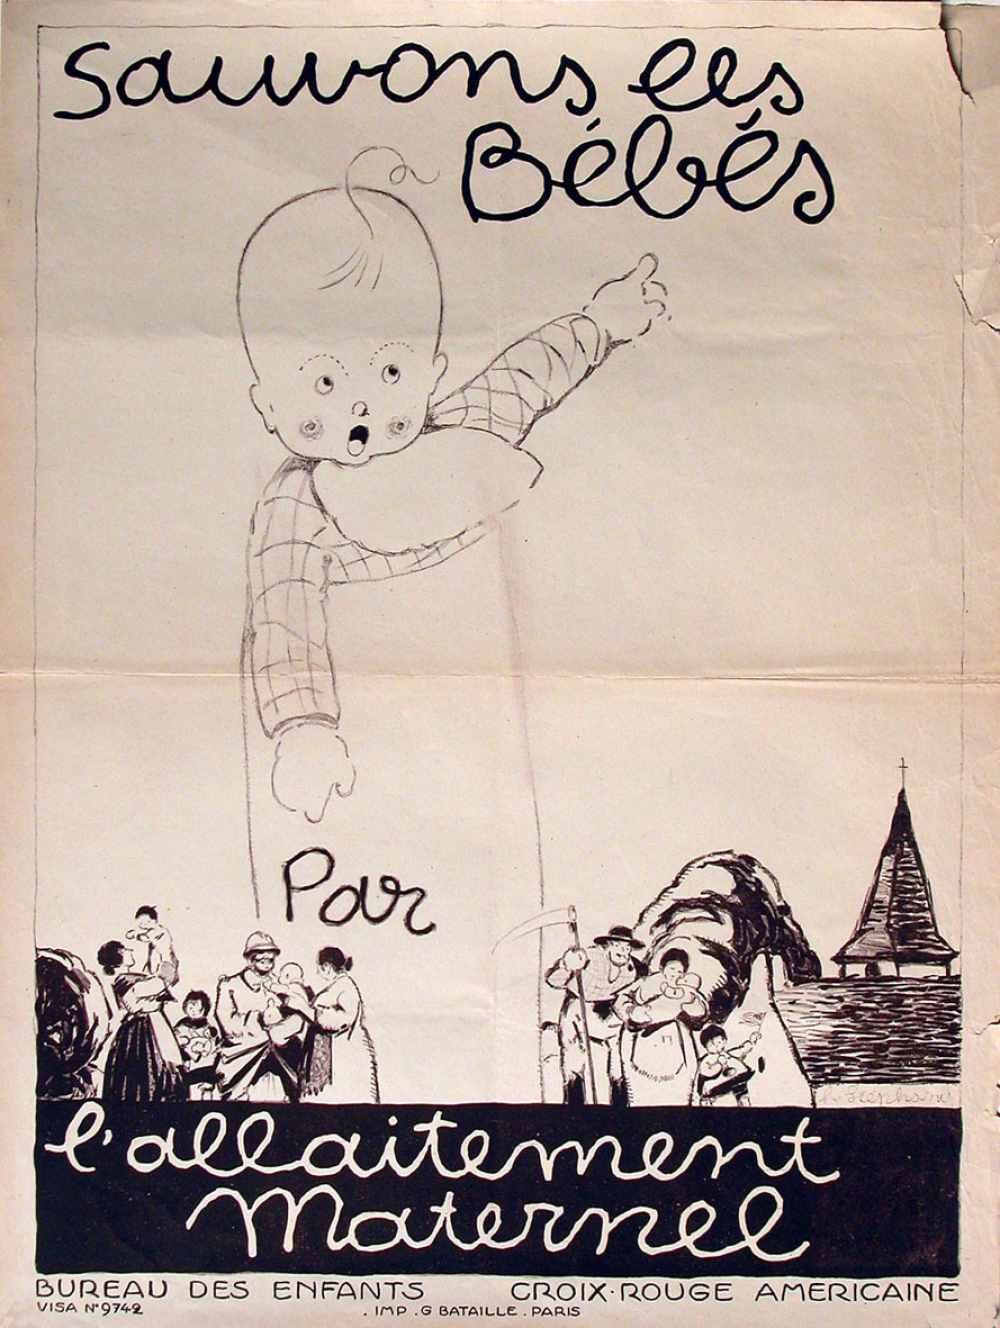 Sauvons les
Bébés
Par
l'allaitement
Maternel
BUREAU DES ENFANTS CROIX·ROUGE AMERICAINE
VISA Nº 9742 . IMP . G BATAILLE . PARIS